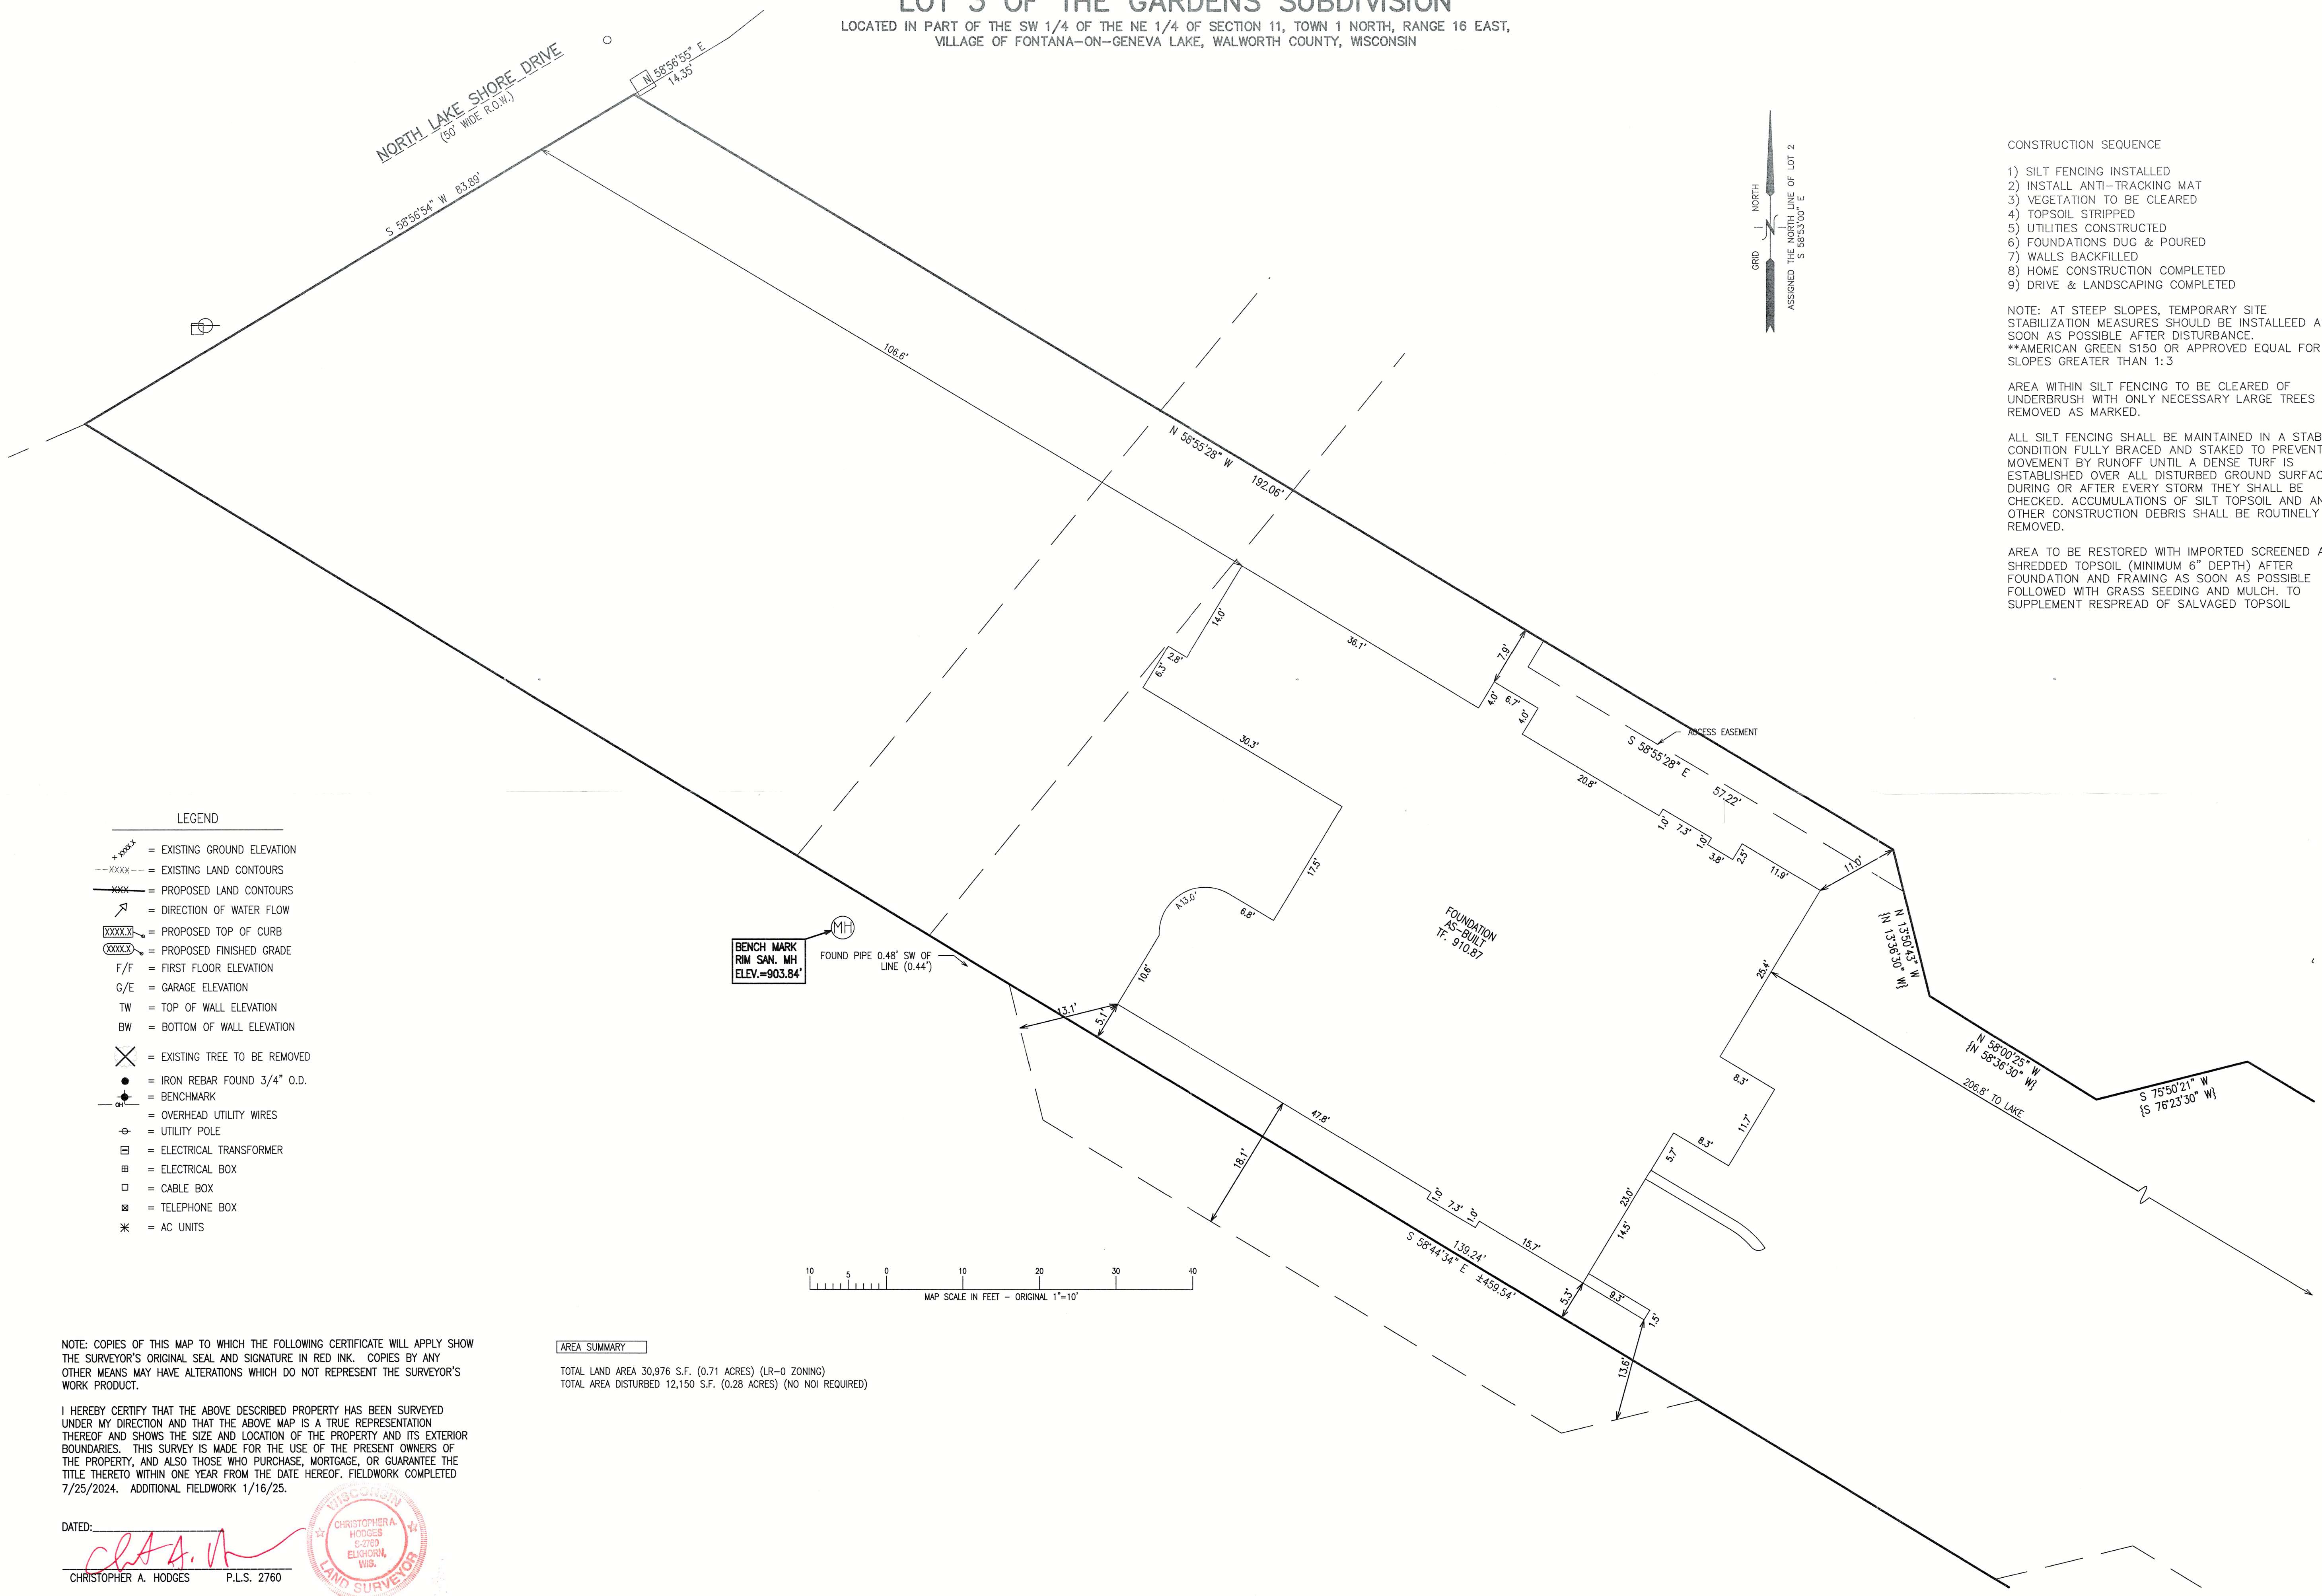 LOT 3 OF THE GARDENS SUBDIVISION
LOCATED IN PART OF THE SW 1/4 OF THE NE 1/4 OF SECTION 11, TOWN 1 NORTH, RANGE 16 EAST,
VILLAGE OF FONTANA-ON-GENEVA LAKE, WALWORTH COUNTY, WISCONSIN
NORTH LAKE SHORE DRIVE
(50' WIDE R.O.W.)
N 58°56'55" E
14.35'
S 58°56'54" W 83.89'
106.6'
N 58°55'28" W
192.06'
GRID NORTH
N
ASSIGNED THE NORTH LINE OF LOT 2
S 58°53'00" E
CONSTRUCTION SEQUENCE
1) SILT FENCING INSTALLED
2) INSTALL ANTI-TRACKING MAT
3) VEGETATION TO BE CLEARED
4) TOPSOIL STRIPPED
5) UTILITIES CONSTRUCTED
6) FOUNDATIONS DUG & POURED
7) WALLS BACKFILLED
8) HOME CONSTRUCTION COMPLETED
9) DRIVE & LANDSCAPING COMPLETED
NOTE: AT STEEP SLOPES, TEMPORARY SITE
STABILIZATION MEASURES SHOULD BE INSTALLEED A
SOON AS POSSIBLE AFTER DISTURBANCE.
**AMERICAN GREEN S150 OR APPROVED EQUAL FOR
SLOPES GREATER THAN 1:3
AREA WITHIN SILT FENCING TO BE CLEARED OF
UNDERBRUSH WITH ONLY NECESSARY LARGE TREES
REMOVED AS MARKED.
ALL SILT FENCING SHALL BE MAINTAINED IN A STAB
CONDITION FULLY BRACED AND STAKED TO PREVENT
MOVEMENT BY RUNOFF UNTIL A DENSE TURF IS
ESTABLISHED OVER ALL DISTURBED GROUND SURFAC
DURING OR AFTER EVERY STORM THEY SHALL BE
CHECKED. ACCUMULATIONS OF SILT TOPSOIL AND AN
OTHER CONSTRUCTION DEBRIS SHALL BE ROUTINELY
REMOVED.
AREA TO BE RESTORED WITH IMPORTED SCREENED A
SHREDDED TOPSOIL (MINIMUM 6" DEPTH) AFTER
FOUNDATION AND FRAMING AS SOON AS POSSIBLE
FOLLOWED WITH GRASS SEEDING AND MULCH. TO
SUPPLEMENT RESPREAD OF SALVAGED TOPSOIL
14.0'
2.8'
6.3'
36.1'
7.9'
4.0'
6.7'
4.0'
30.3'
20.8'
ACCESS EASEMENT
S 58°55'28" E
57.22'
1.0'
7.3'
1.0'
3.8'
2.5'
11.9'
11.0'
17.5'
6.8'
A13.0'
10.6'
FOUNDATION
AS-BUILT
TF. 910.87
25.4'
N 13°50'43" W
{N 13°36'30" W}
N 58°00'25" W
{N 58°36'30" W}
S 75°50'21" W
{S 76°23'30" W}
206.8' TO LAKE
LEGEND
XXXX.X = EXISTING GROUND ELEVATION
XXXX = EXISTING LAND CONTOURS
XXX = PROPOSED LAND CONTOURS
= DIRECTION OF WATER FLOW
XXXX.X = PROPOSED TOP OF CURB
XXXX.X = PROPOSED FINISHED GRADE
F/F = FIRST FLOOR ELEVATION
G/E = GARAGE ELEVATION
TW = TOP OF WALL ELEVATION
BW = BOTTOM OF WALL ELEVATION
= EXISTING TREE TO BE REMOVED
= IRON REBAR FOUND 3/4" O.D.
= BENCHMARK
OH = OVERHEAD UTILITY WIRES
= UTILITY POLE
= ELECTRICAL TRANSFORMER
= ELECTRICAL BOX
= CABLE BOX
= TELEPHONE BOX
= AC UNITS
BENCH MARK
RIM SAN. MH
ELEV.=903.84'
MH
FOUND PIPE 0.48' SW OF
LINE (0.44')
13.1'
5.1'
47.8'
18.1'
8.3'
11.7'
8.3'
5.7'
23.0'
14.5'
1.0'
7.3'
1.0'
15.7'
139.24'
S 58°44'34" E ±459.54'
5.3'
9.3'
1.5'
13.6'
10 5 0 10 20 30 40
MAP SCALE IN FEET - ORIGINAL 1"=10'
NOTE: COPIES OF THIS MAP TO WHICH THE FOLLOWING CERTIFICATE WILL APPLY SHOW
THE SURVEYOR'S ORIGINAL SEAL AND SIGNATURE IN RED INK. COPIES BY ANY
OTHER MEANS MAY HAVE ALTERATIONS WHICH DO NOT REPRESENT THE SURVEYOR'S
WORK PRODUCT.
I HEREBY CERTIFY THAT THE ABOVE DESCRIBED PROPERTY HAS BEEN SURVEYED
UNDER MY DIRECTION AND THAT THE ABOVE MAP IS A TRUE REPRESENTATION
THEREOF AND SHOWS THE SIZE AND LOCATION OF THE PROPERTY AND ITS EXTERIOR
BOUNDARIES. THIS SURVEY IS MADE FOR THE USE OF THE PRESENT OWNERS OF
THE PROPERTY, AND ALSO THOSE WHO PURCHASE, MORTGAGE, OR GUARANTEE THE
TITLE THERETO WITHIN ONE YEAR FROM THE DATE HEREOF. FIELDWORK COMPLETED
7/25/2024. ADDITIONAL FIELDWORK 1/16/25.
DATED:
CHRISTOPHER A. HODGES P.L.S. 2760
WISCONSIN
CHRISTOPHER A.
HODGES
S-2760
ELKHORN,
WIS.
LAND SURVEYOR
AREA SUMMARY
TOTAL LAND AREA 30,976 S.F. (0.71 ACRES) (LR-0 ZONING)
TOTAL AREA DISTURBED 12,150 S.F. (0.28 ACRES) (NO NOI REQUIRED)